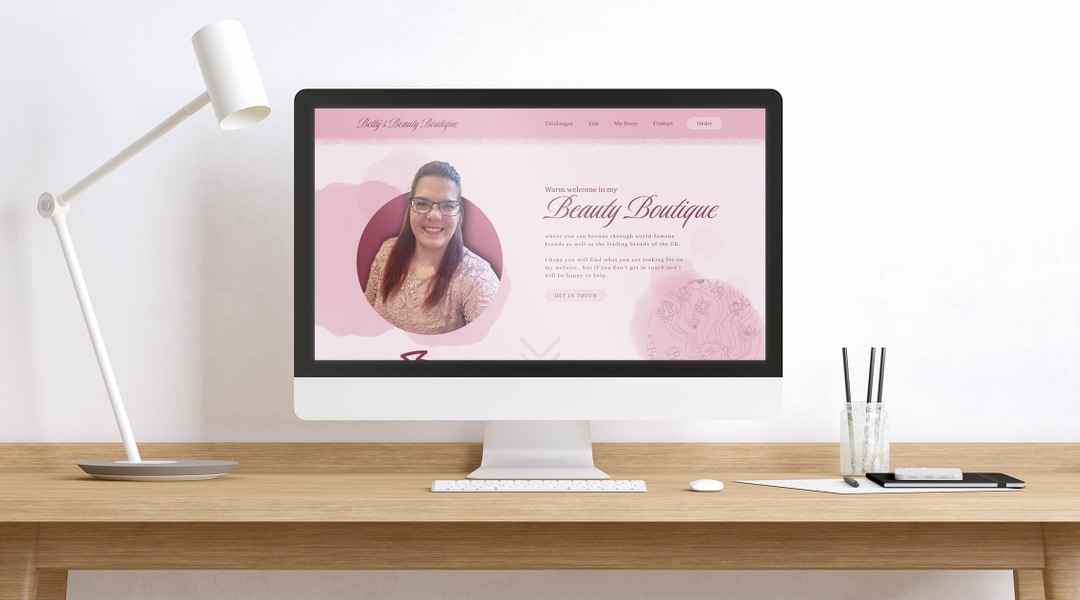 Betty's Beauty Boutique
Catalouges Join My Story Contact Order
Warm welcome in my
Beauty Boutique
where you can browse through world-famous
brands as well as the leading brands of the UK.
I hope you will find what you are looking for on
my website, but if you don't get in touch and I
will be happy to help.
GET IN TOUCH